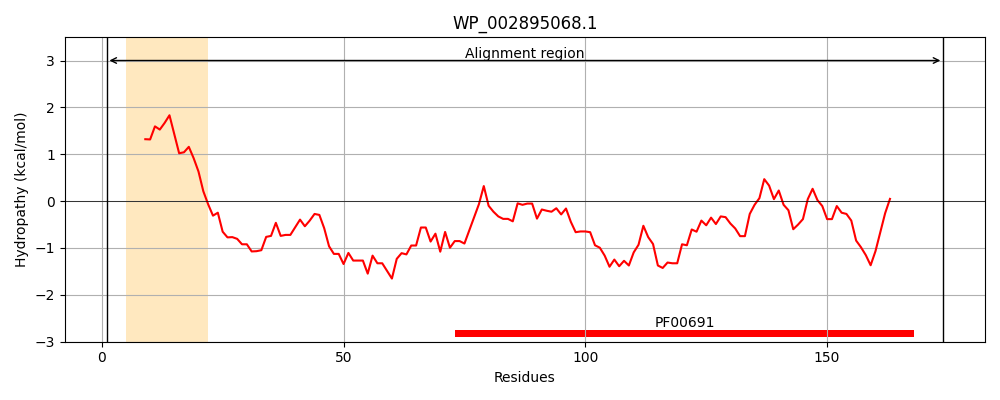 WP_002895068.1
Alignment region
3
2
1
0
−1
−2
−3
Hydropathy (kcal/mol)
PF00691
0 50 100 150
Residues